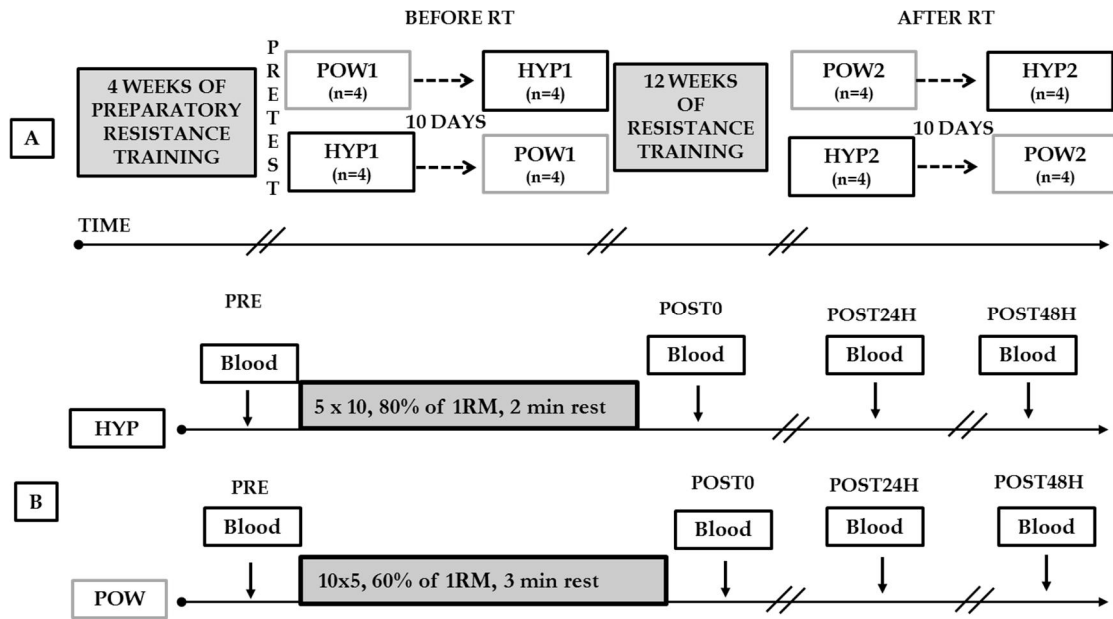 BEFORE RT
AFTER RT
A
4 WEEKS OF
PREPARATORY
RESISTANCE
TRAINING
PRETEST
POW1
(n=4)
HYP1
(n=4)
10 DAYS
HYP1
(n=4)
POW1
(n=4)
12 WEEKS
OF
RESISTANCE
TRAINING
POW2
(n=4)
HYP2
(n=4)
10 DAYS
HYP2
(n=4)
POW2
(n=4)
TIME
B
PRE
POST0
POST24H
POST48H
Blood
Blood
Blood
Blood
5 x 10, 80% of 1RM, 2 min rest
HYP
PRE
POST0
POST24H
POST48H
Blood
Blood
Blood
Blood
10x5, 60% of 1RM, 3 min rest
POW